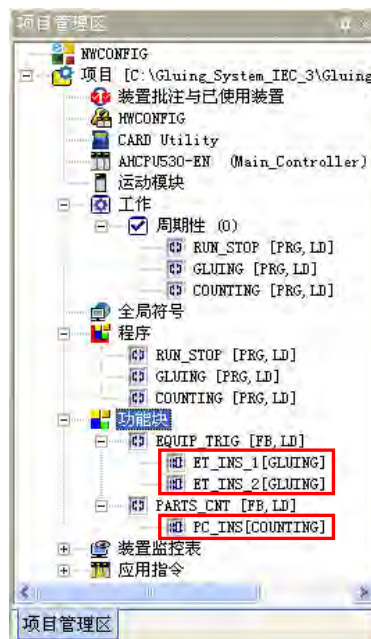 项目管理区
NWCONFIG
项目 [C:\Gluing_System_IEC_3\Gluing
装置批注与已使用装置
HWCONFIG
CARD Utility
AHCPU530-EN (Main_Controller)
运动模块
工作
周期性 (0)
RUN_STOP [PRG,LD]
GLUING [PRG,LD]
COUNTING [PRG,LD]
全局符号
程序
RUN_STOP [PRG,LD]
GLUING [PRG,LD]
COUNTING [PRG,LD]
功能块
EQUIP_TRIG [FB,LD]
ET_INS_1[GLUING]
ET_INS_2[GLUING]
PARTS_CNT [FB,LD]
PC_INS[COUNTING]
装置监控表
应用指令
项目管理区